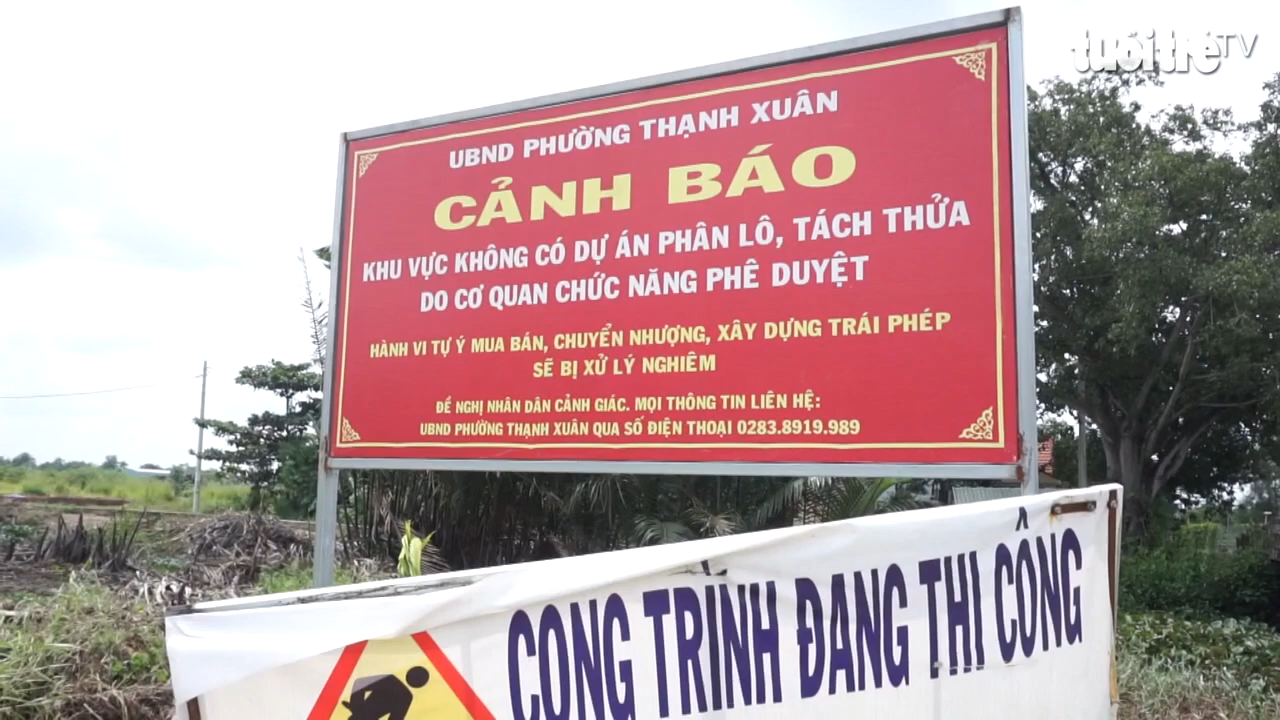 tuổi trẻ TV
UBND PHƯỜNG THẠNH XUÂN
CẢNH BÁO
KHU VỰC KHÔNG CÓ DỰ ÁN PHÂN LÔ, TÁCH THỬA
DO CƠ QUAN CHỨC NĂNG PHÊ DUYỆT
HÀNH VI TỰ Ý MUA BÁN, CHUYỂN NHƯỢNG, XÂY DỰNG TRÁI PHÉP
SẼ BỊ XỬ LÝ NGHIÊM
ĐỀ NGHỊ NHÂN DÂN CẢNH GIÁC. MỌI THÔNG TIN LIÊN HỆ:
UBND PHƯỜNG THẠNH XUÂN QUA SỐ ĐIỆN THOẠI 0283.8919.989
CÔNG TRÌNH ĐANG THI CÔNG